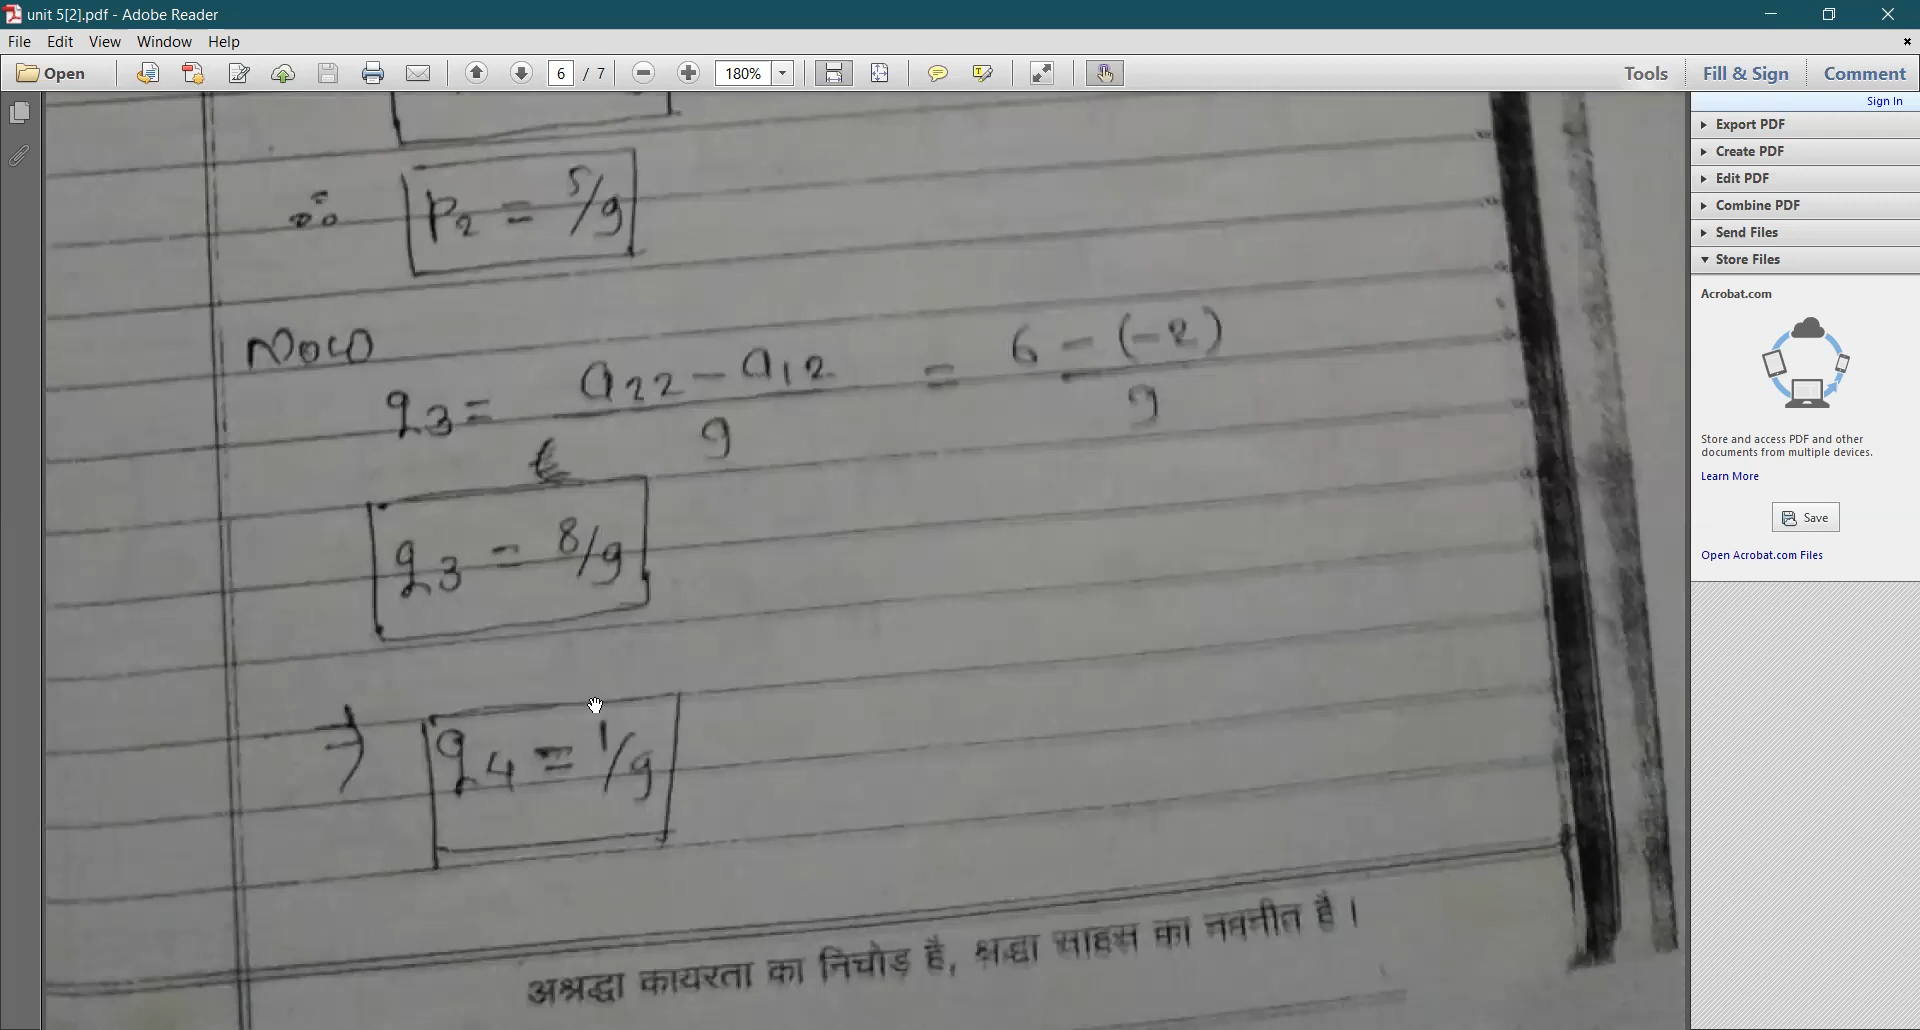 unit 5[2].pdf - Adobe Reader
File Edit View Window Help
Open 6 / 7 180% Tools Fill & Sign Comment
Sign In
Export PDF
Create PDF
Edit PDF
Combine PDF
Send Files
Store Files
Acrobat.com
Store and access PDF and other
documents from multiple devices.
Learn More
Save
Open Acrobat.com Files
∴ P2 = 5/9
Now
q3 = a22 - a12 / 9 = 6 - (-2) / 9
q3 = 8/9
⇒ q4 = 1/9
अश्रद्धा कायरता का निचोड़ है, श्रद्धा साहस का नवनीत है।